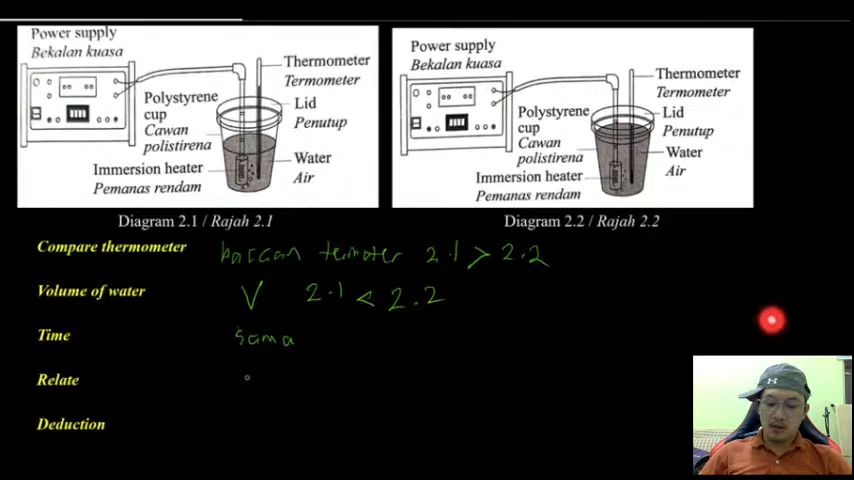 Power supply
Bekalan kuasa
Thermometer
Termometer
Polystyrene
cup
Cawan
polistirena
Lid
Penutup
Immersion heater
Pemanas rendam
Water
Air
Diagram 2.1 / Rajah 2.1
Power supply
Bekalan kuasa
Thermometer
Termometer
Polystyrene
cup
Cawan
polistirena
Lid
Penutup
Immersion heater
Pemanas rendam
Water
Air
Diagram 2.2 / Rajah 2.2
Compare thermometer 2.1 > 2.2
Volume of water V 2.1 < 2.2
Time sama
Relate
Deduction